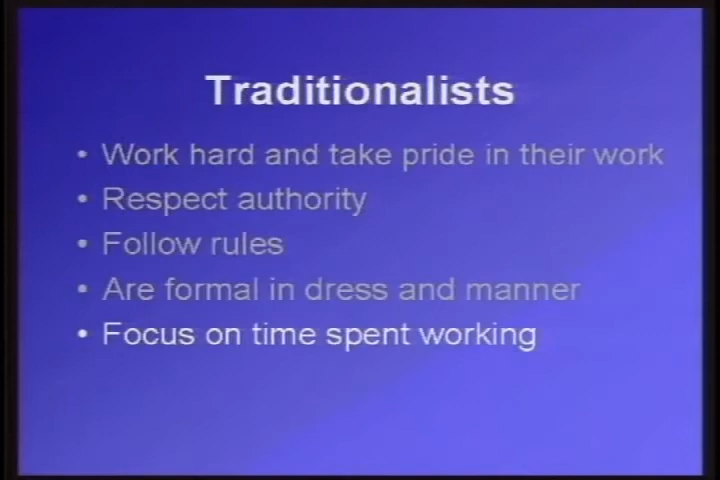 Traditionalists
• Work hard and take pride in their work
• Respect authority
• Follow rules
• Are formal in dress and manner
• Focus on time spent working